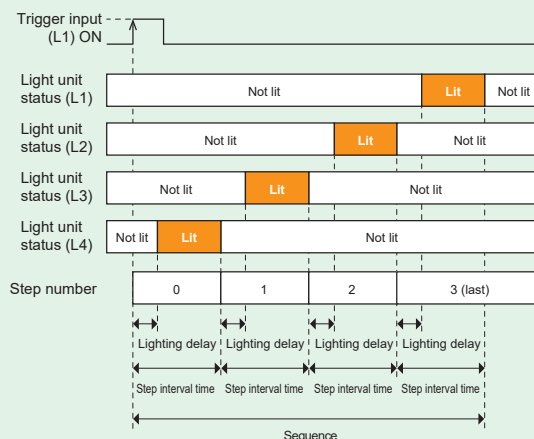 Trigger input
(L1) ON
Light unit
status (L1)
Not lit
Lit
Not lit
Light unit
status (L2)
Not lit
Lit
Not lit
Light unit
status (L3)
Not lit
Lit
Not lit
Light unit
status (L4)
Not lit
Lit
Not lit
Step number
0
1
2
3 (last)
Lighting delay
Lighting delay
Lighting delay
Lighting delay
Step interval time
Step interval time
Step interval time
Step interval time
Sequence